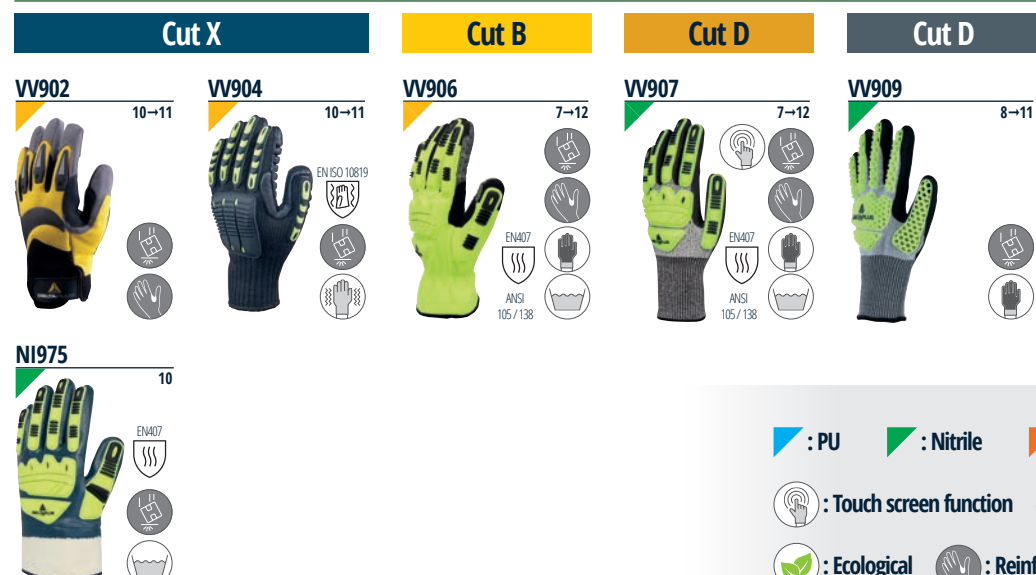 Cut X
Cut B
Cut D
Cut D
VV902
10→11
VV904
10→11
EN ISO 10819
VV906
7→12
EN407
ANSI
105 / 138
VV907
7→12
EN407
ANSI
105 / 138
VV909
8→11
NI975
10
EN407
: PU
: Nitrile
: Touch screen function
: Ecological
: Reinf